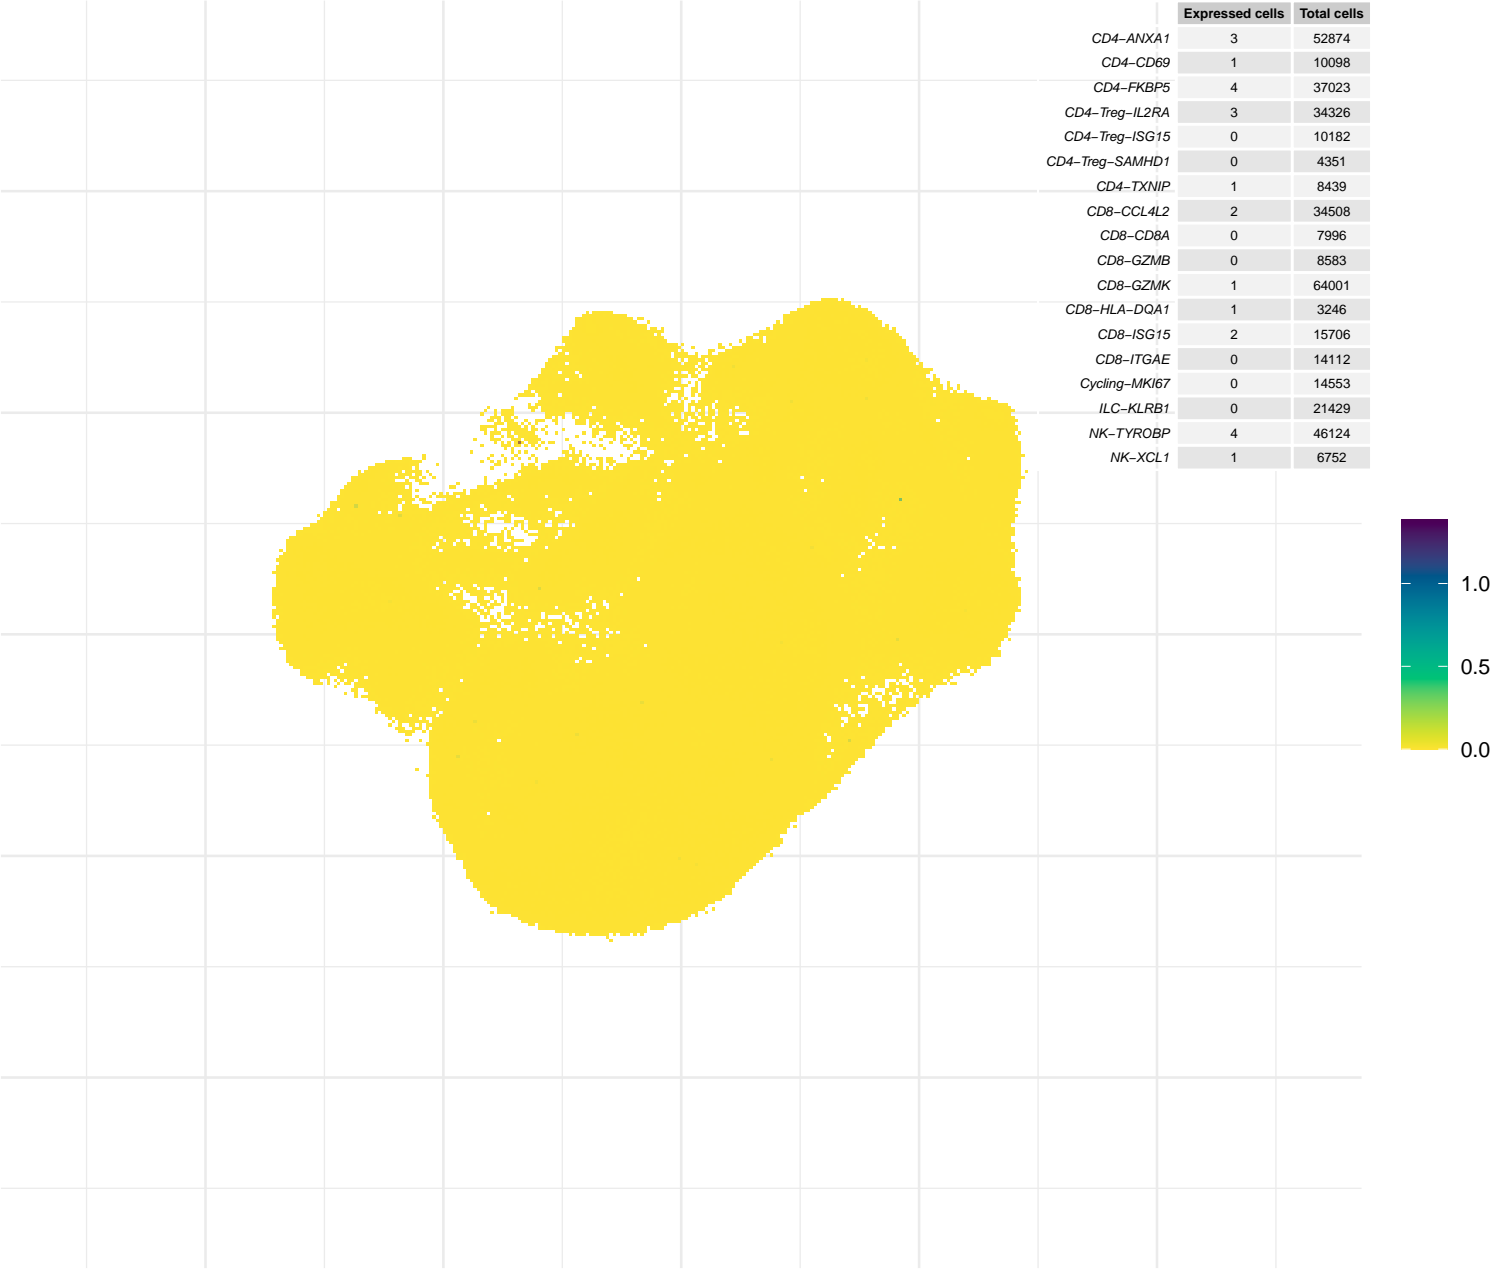 Expressed cells Total cells
CD4−ANXA1 3 52874
CD4−CD69 1 10098
CD4−FKBP5 4 37023
CD4−Treg−IL2RA 3 34326
CD4−Treg−ISG15 0 10182
CD4−Treg−SAMHD1 0 4351
CD4−TXNIP 1 8439
CD8−CCL4L2 2 34508
CD8−CD8A 0 7996
CD8−GZMB 0 8583
CD8−GZMK 1 64001
CD8−HLA−DQA1 1 3246
CD8−ISG15 2 15706
CD8−ITGAE 0 14112
Cycling−MKI67 0 14553
ILC−KLRB1 0 21429
NK−TYROBP 4 46124
NK−XCL1 1 6752
1.0
0.5
0.0